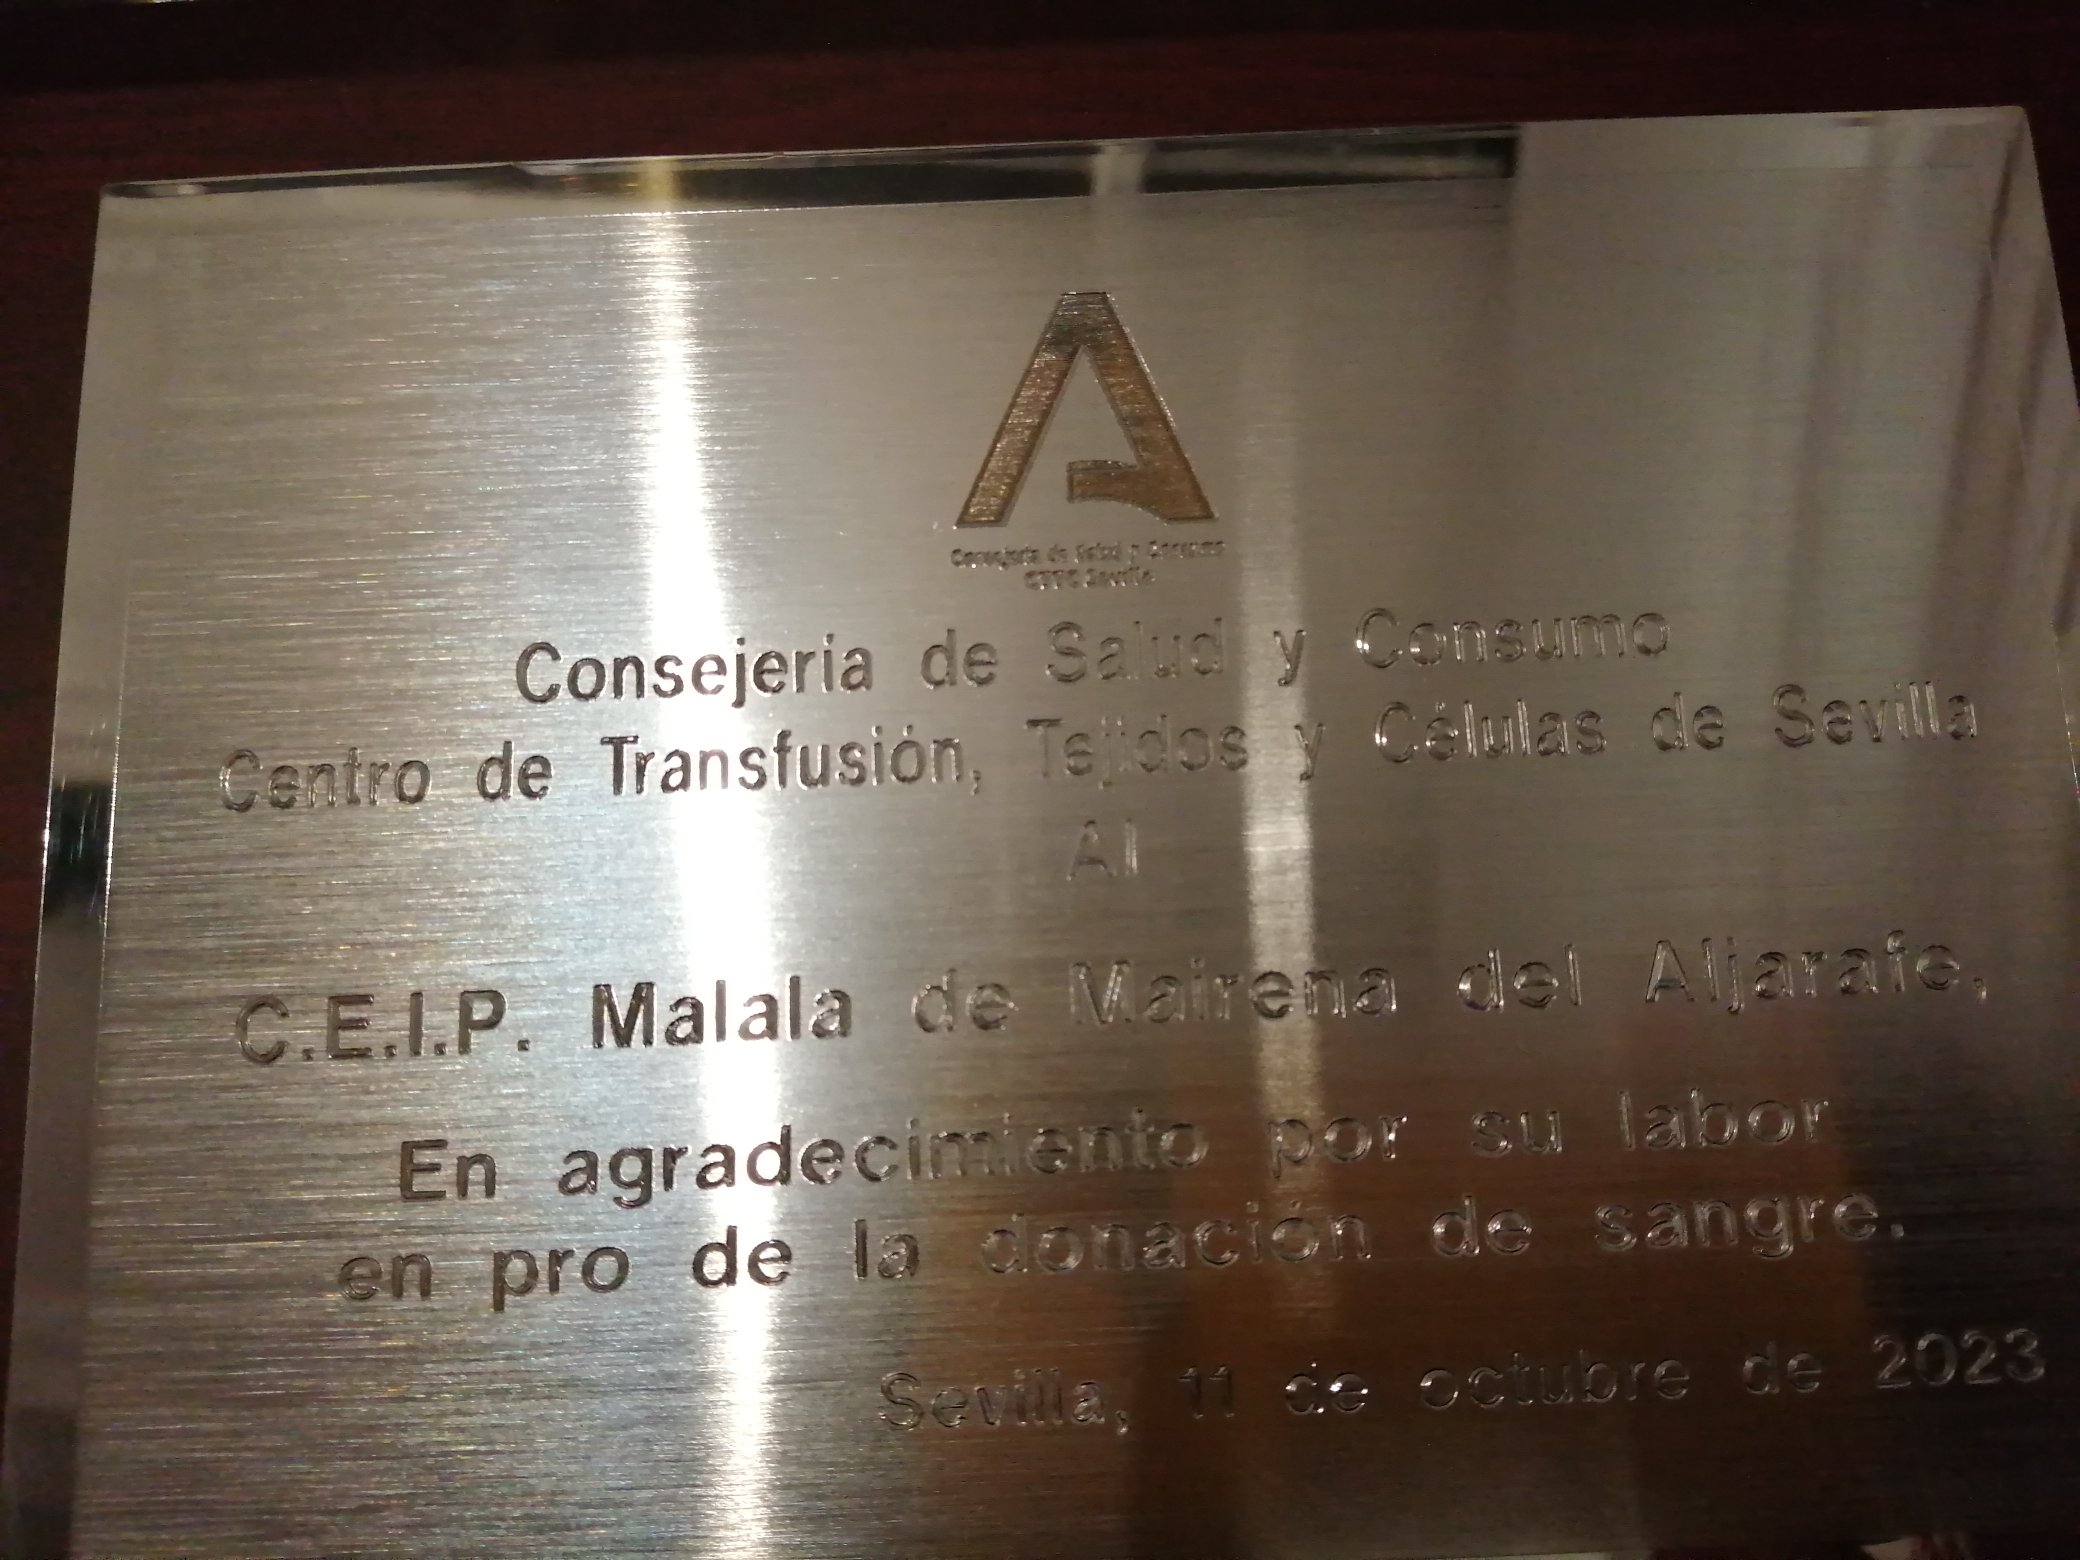 Consejería de Salud y Consumo
CTTC Sevilla
Consejería de Salud y Consumo
Centro de Transfusión, Tejidos y Células de Sevilla
Al
C.E.I.P. Malala de Mairena del Aljarafe,
En agradecimiento por su labor
en pro de la donación de sangre.
Sevilla, 11 de octubre de 2023